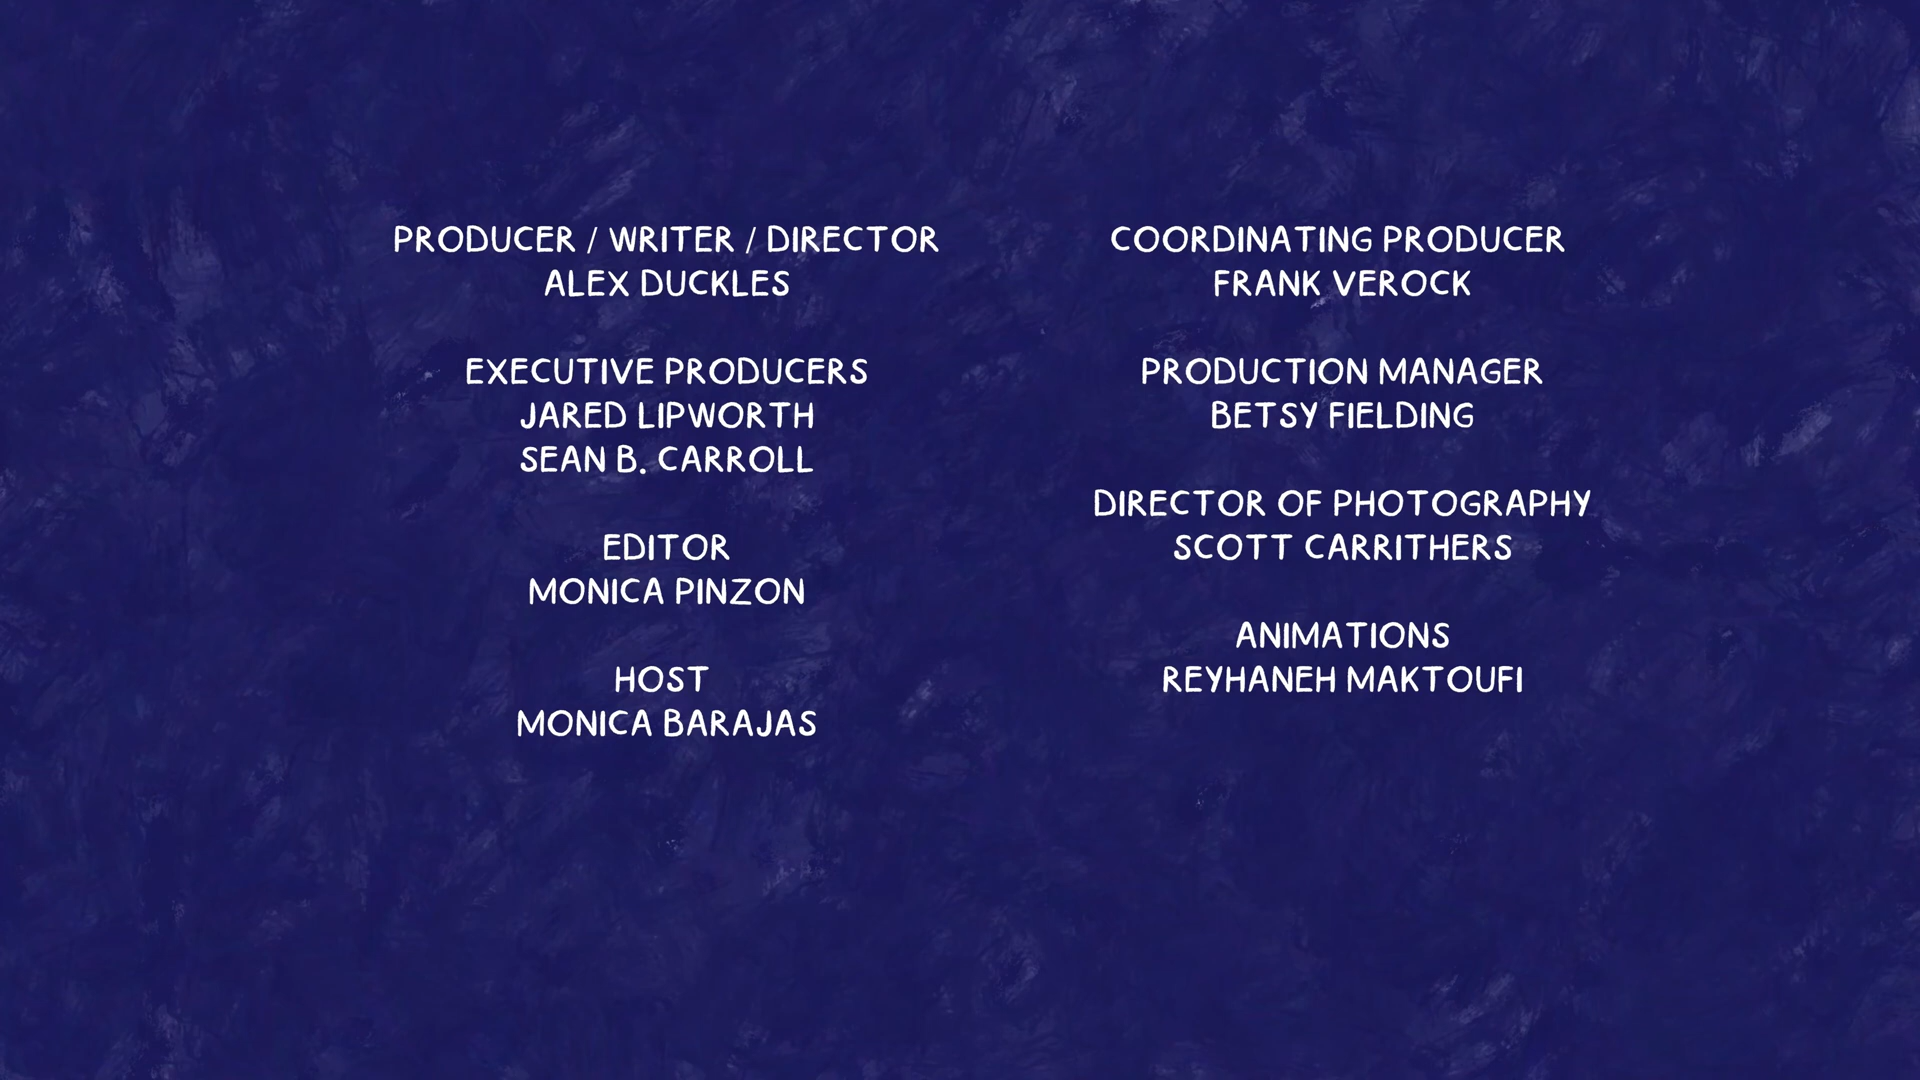 PRODUCER / WRITER / DIRECTOR
ALEX DUCKLES
EXECUTIVE PRODUCERS
JARED LIPWORTH
SEAN B. CARROLL
EDITOR
MONICA PINZON
HOST
MONICA BARAJAS
COORDINATING PRODUCER
FRANK VEROCK
PRODUCTION MANAGER
BETSY FIELDING
DIRECTOR OF PHOTOGRAPHY
SCOTT CARRITHERS
ANIMATIONS
REYHANEH MAKTOUFI